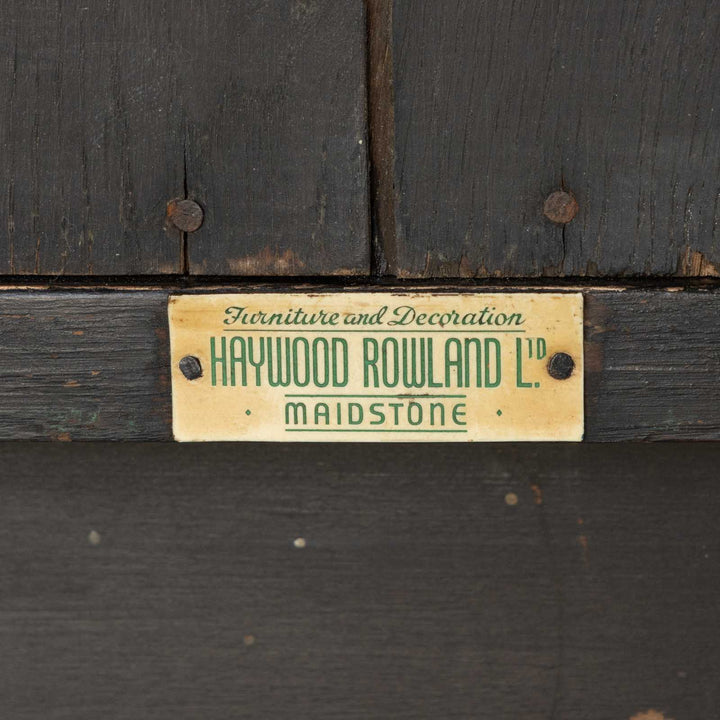 Furniture and Decoration
HAYWOOD ROWLAND LTD.
MAIDSTONE